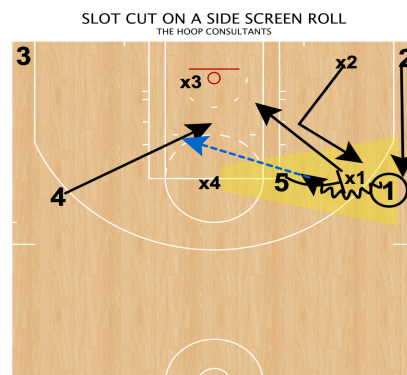 SLOT CUT ON A SIDE SCREEN ROLL
THE HOOP CONSULTANTS
3
x2
2
x3
x4
5
x1
1
4